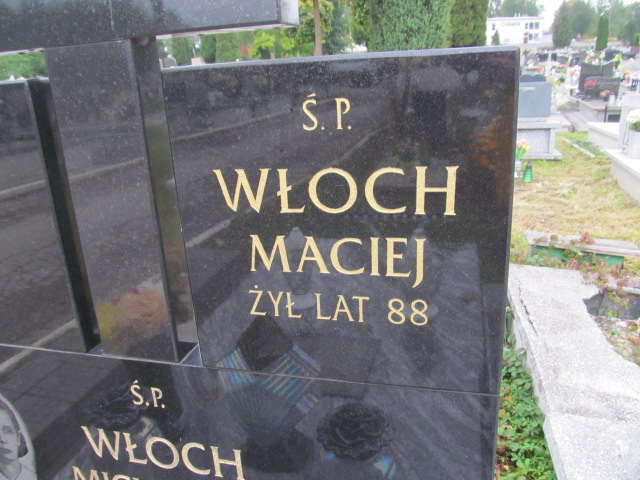 Ś. P.
WŁOCH
MACIEJ
ŻYŁ LAT 88
Ś.P.
WŁOCH